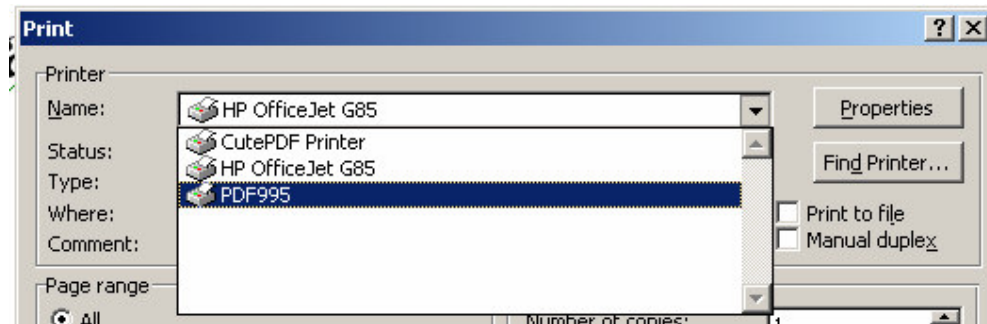 Print
Printer
Name:
HP OfficeJet G85
Properties
CutePDF Printer
Status:
HP OfficeJet G85
Find Printer...
Type:
PDF995
Where:
Print to file
Comment:
Manual duplex
Page range
All
Number of copies:
1